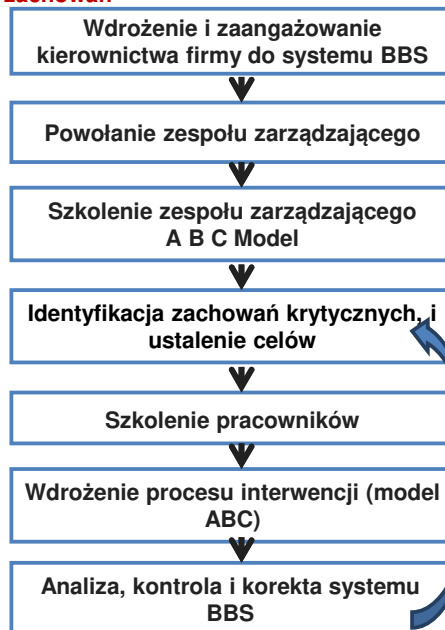 zachowań
Wdrożenie i zaangażowanie
kierownictwa firmy do systemu BBS
Powołanie zespołu zarządzającego
Szkolenie zespołu zarządzającego
A B C Model
Identyfikacja zachowań krytycznych, i
ustalenie celów
Szkolenie pracowników
Wdrożenie procesu interwencji (model
ABC)
Analiza, kontrola i korekta systemu
BBS